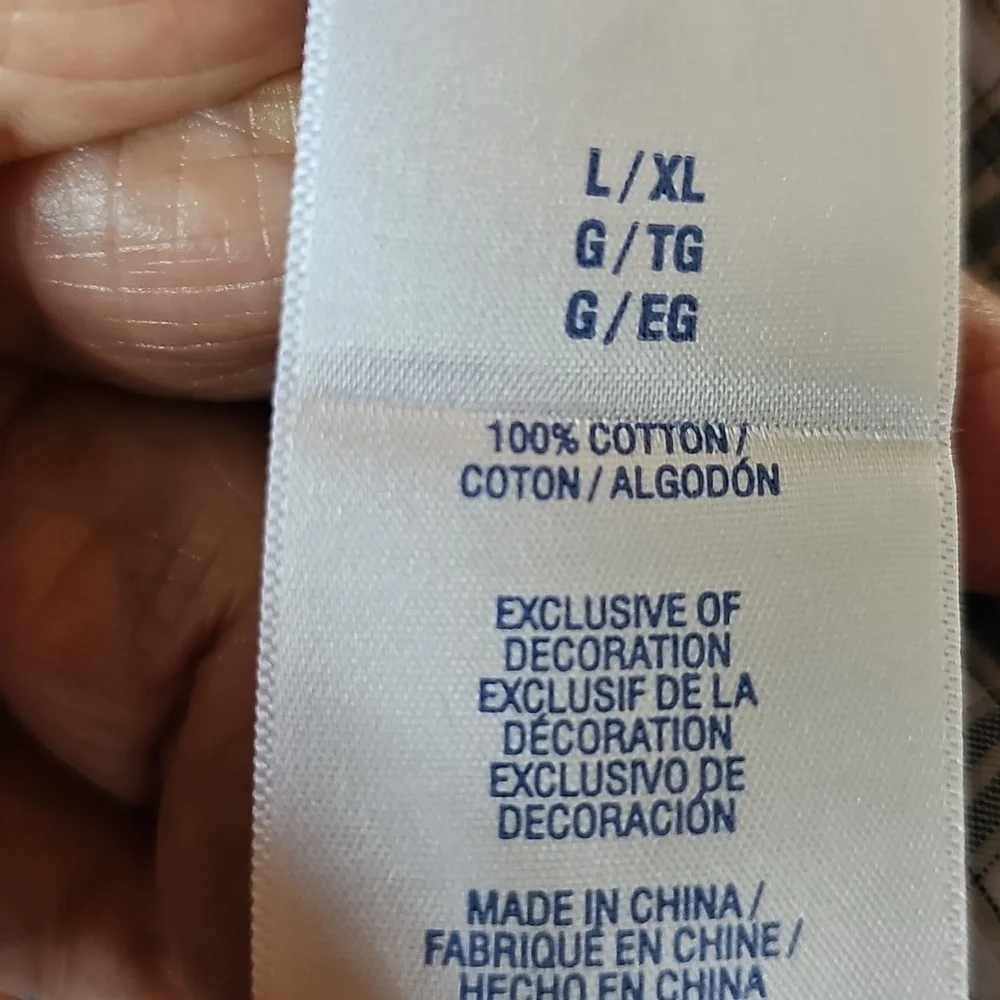 L/XL
G/TG
G/EG
100% COTTON/
COTON/ALGODÓN
EXCLUSIVE OF
DECORATION
EXCLUSIF DE LA
DÉCORATION
EXCLUSIVO DE
DECORACIÓN
MADE IN CHINA/
FABRIQUÉ EN CHINE/
HECHO EN CHINA